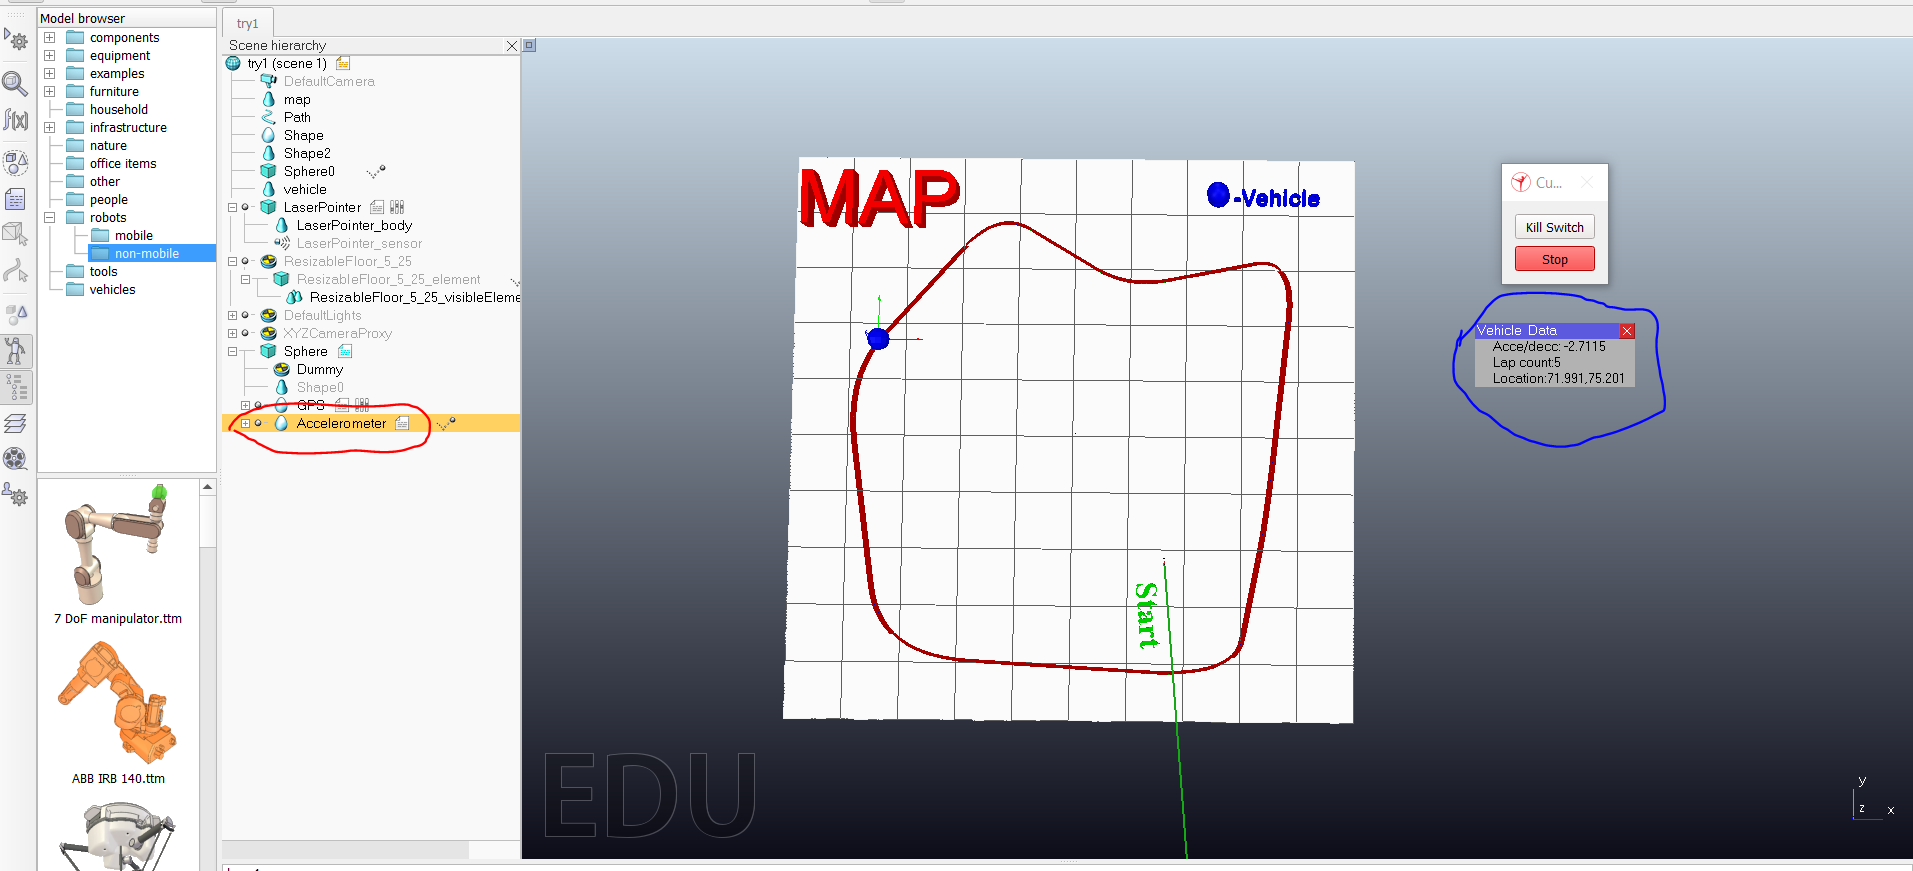 Model browser
components
equipment
examples
furniture
household
infrastructure
nature
office items
other
people
robots
mobile
non-mobile
tools
vehicles
7 DoF manipulator.ttm
ABB IRB 140.ttm
try1
Scene hierarchy
try1 (scene 1)
DefaultCamera
map
Path
Shape
Shape2
Sphere0
vehicle
LaserPointer
LaserPointer_body
LaserPointer_sensor
ResizableFloor_5_25
ResizableFloor_5_25_element
ResizableFloor_5_25_visibleEleme
DefaultLights
XYZCameraProxy
Sphere
Dummy
Shape0
GPS
Accelerometer
MAP
-Vehicle
Start
EDU
Cu...
Kill Switch
Stop
Vehicle Data
Acce/decc: -2.7115
Lap count:5
Location:71.991,75.201
y
z x
f(x)